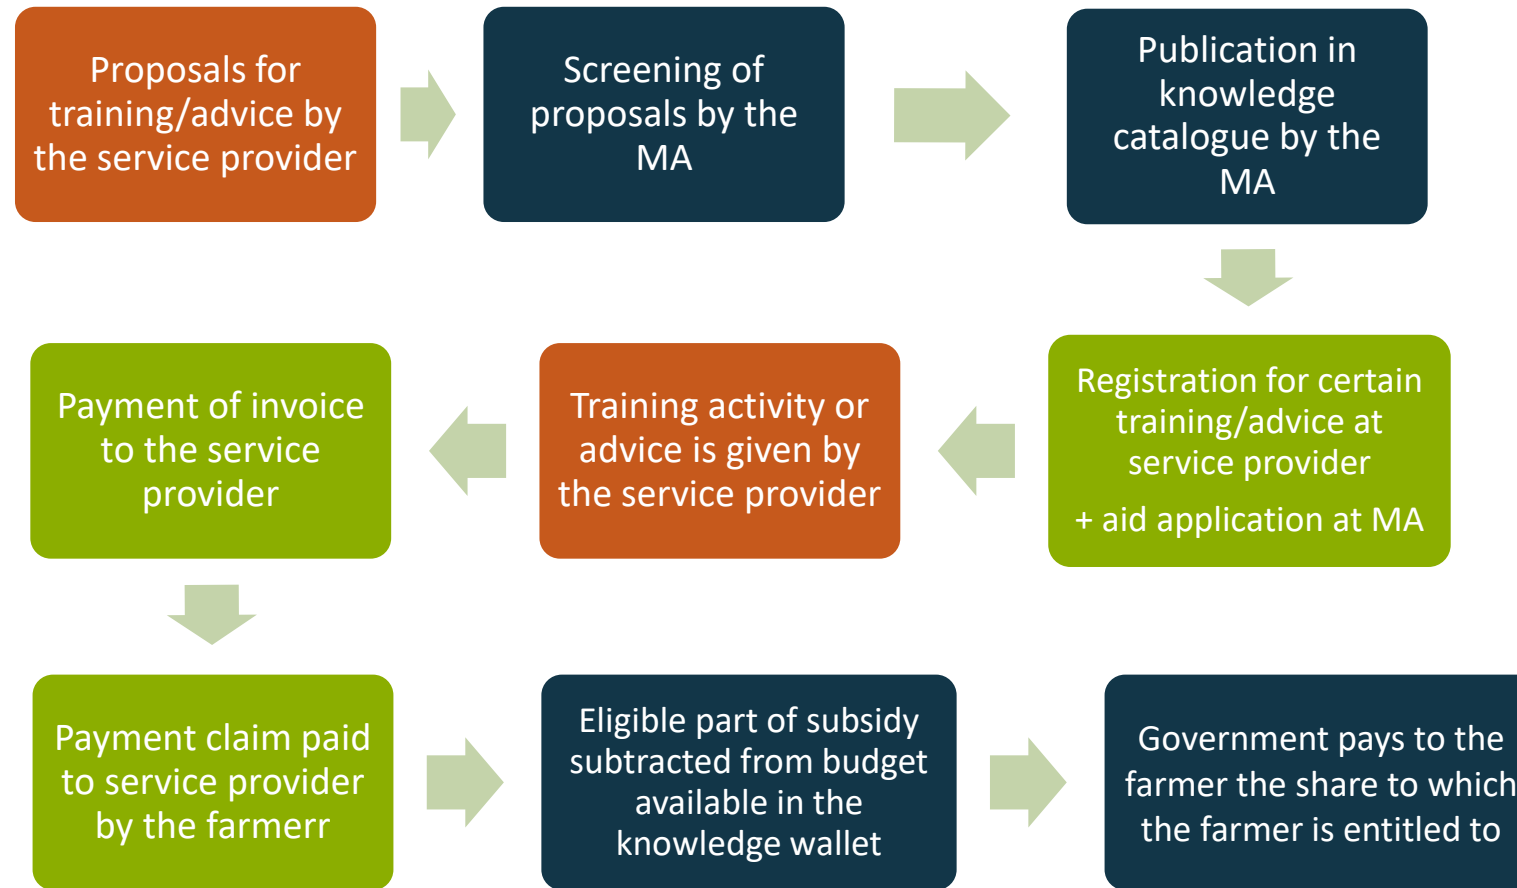 Proposals for
training/advice by
the service provider
Screening of
proposals by the
MA
Publication in
knowledge
catalogue by the
MA
Registration for certain
training/advice at
service provider
+ aid application at MA
Training activity or
advice is given by
the service provider
Payment of invoice
to the service
provider
Payment claim paid
to service provider
by the farmerr
Eligible part of subsidy
subtracted from budget
available in the
knowledge wallet
Government pays to the
farmer the share to which
the farmer is entitled to